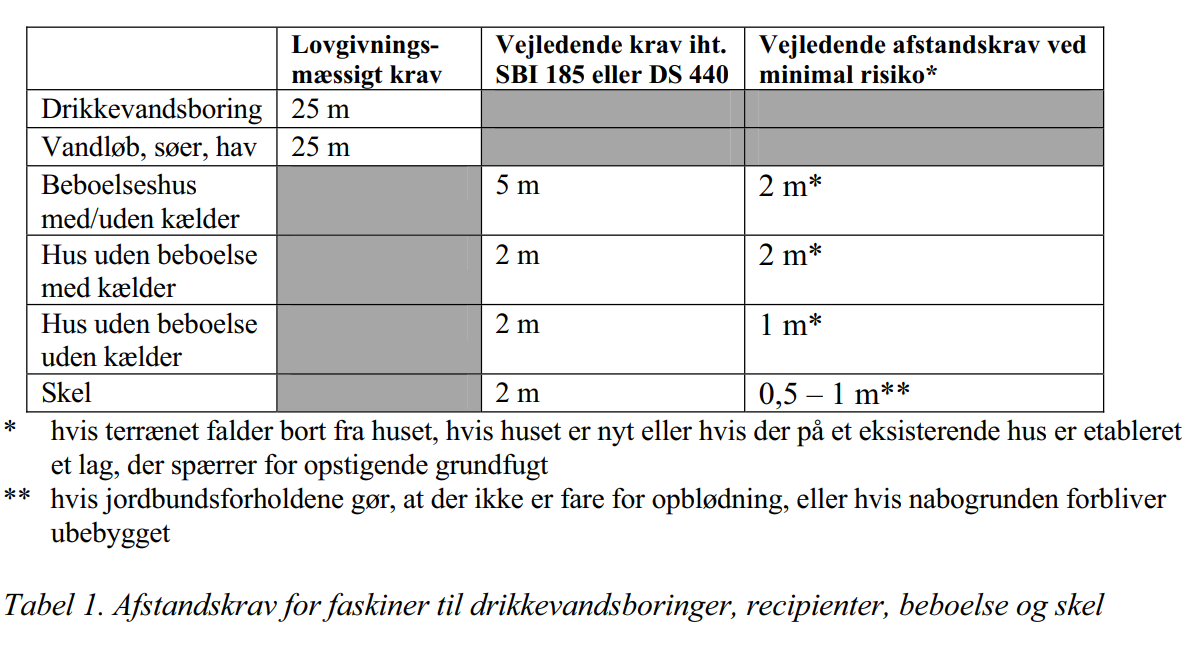 Lovgivnings-
mæssigt krav
Vejledende krav iht.
SBI 185 eller DS 440
Vejledende afstandskrav ved
minimal risiko*
Drikkevandsboring 25 m
Vandløb, søer, hav 25 m
Beboelseshus
med/uden kælder
5 m 2 m*
Hus uden beboelse
med kælder
2 m 2 m*
Hus uden beboelse
uden kælder
2 m 1 m*
Skel 2 m 0,5 – 1 m**
* hvis terrænet falder bort fra huset, hvis huset er nyt eller hvis der på et eksisterende hus er etableret
et lag, der spærrer for opstigende grundfugt
** hvis jordbundsforholdene gør, at der ikke er fare for opblødning, eller hvis nabogrunden forbliver
ubebygget
Tabel 1. Afstandskrav for faskiner til drikkevandsboringer, recipienter, beboelse og skel